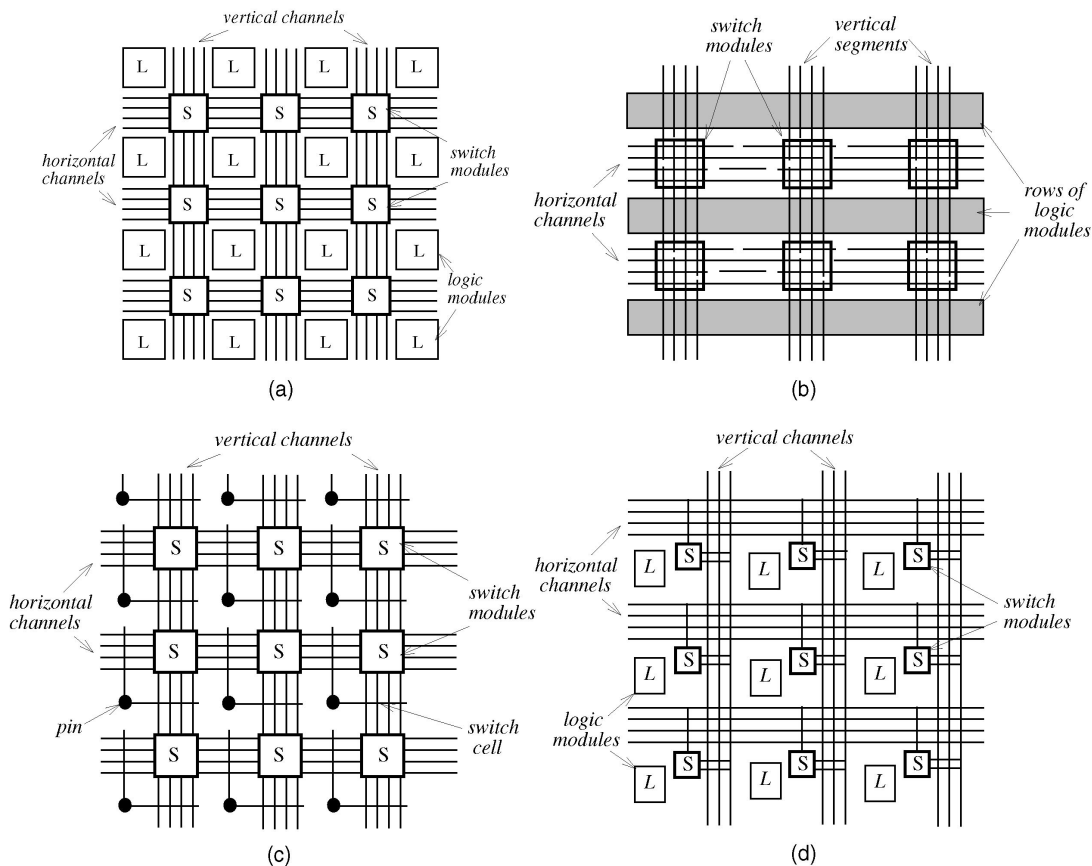 vertical channels
L L L L
S S S
horizontal
channels
L L L L
switch
modules
S S S
L L L L
logic
modules
S S S
L L L L
(a)
switch
modules
vertical
segments
horizontal
channels
rows of
logic
modules
(b)
vertical channels
S S S
horizontal
channels
switch
modules
S S S
pin
switch
cell
S S S
(c)
vertical channels
horizontal
channels
L S L S L S
switch
modules
L S L S L S
logic
modules
L S L S L S
(d)